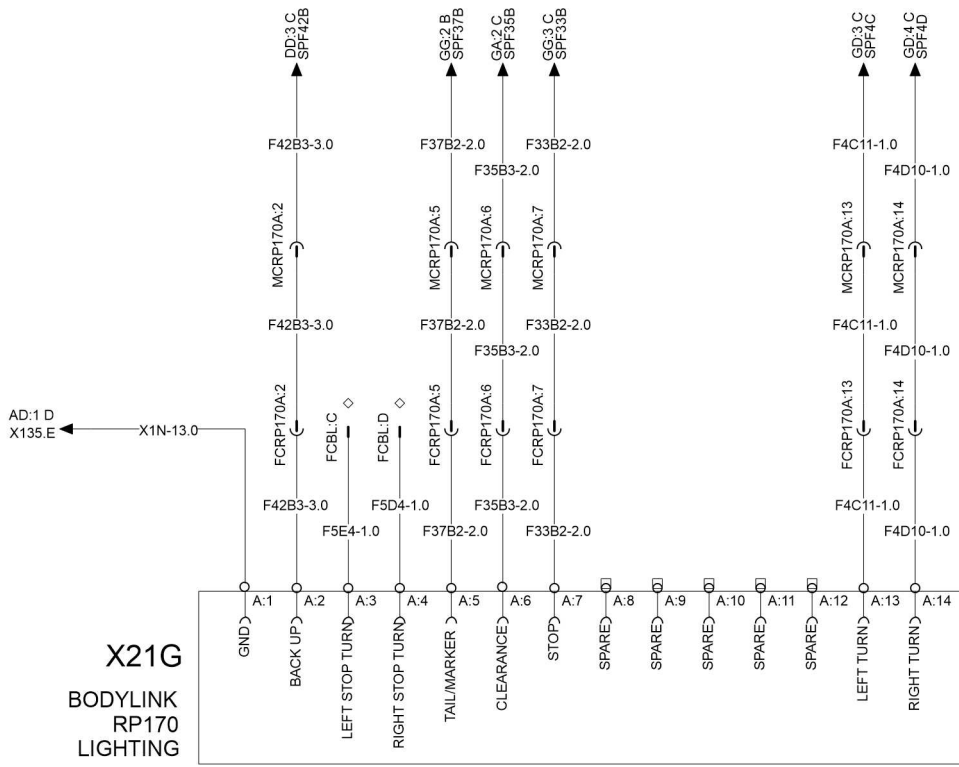 DD:3 C
SPF42B
GG:2 B
SPF37B
GA:2 C
SPF35B
GG:3 C
SPF33B
GD:3 C
SPF4C
GD:4 C
SPF4D
F42B3-3.0
F37B2-2.0
F33B2-2.0
F4C11-1.0
F35B3-2.0
F4D10-1.0
MCRP170A:2
MCRP170A:5
MCRP170A:6
MCRP170A:7
MCRP170A:13
MCRP170A:14
F42B3-3.0
F37B2-2.0
F33B2-2.0
F4C11-1.0
F35B3-2.0
F4D10-1.0
AD:1 D
X135.E
X1N-13.0
FCRP170A:2
FCBL:C
FCBL:D
FCRP170A:5
FCRP170A:6
FCRP170A:7
FCRP170A:13
FCRP170A:14
F42B3-3.0
F5D4-1.0
F35B3-2.0
F4C11-1.0
F5E4-1.0
F37B2-2.0
F33B2-2.0
F4D10-1.0
A:1
A:2
A:3
A:4
A:5
A:6
A:7
A:8
A:9
A:10
A:11
A:12
A:13
A:14
GND
BACK UP
LEFT STOP TURN
RIGHT STOP TURN
TAIL/MARKER
CLEARANCE
STOP
SPARE
SPARE
SPARE
SPARE
SPARE
LEFT TURN
RIGHT TURN
X21G
BODYLINK
RP170
LIGHTING